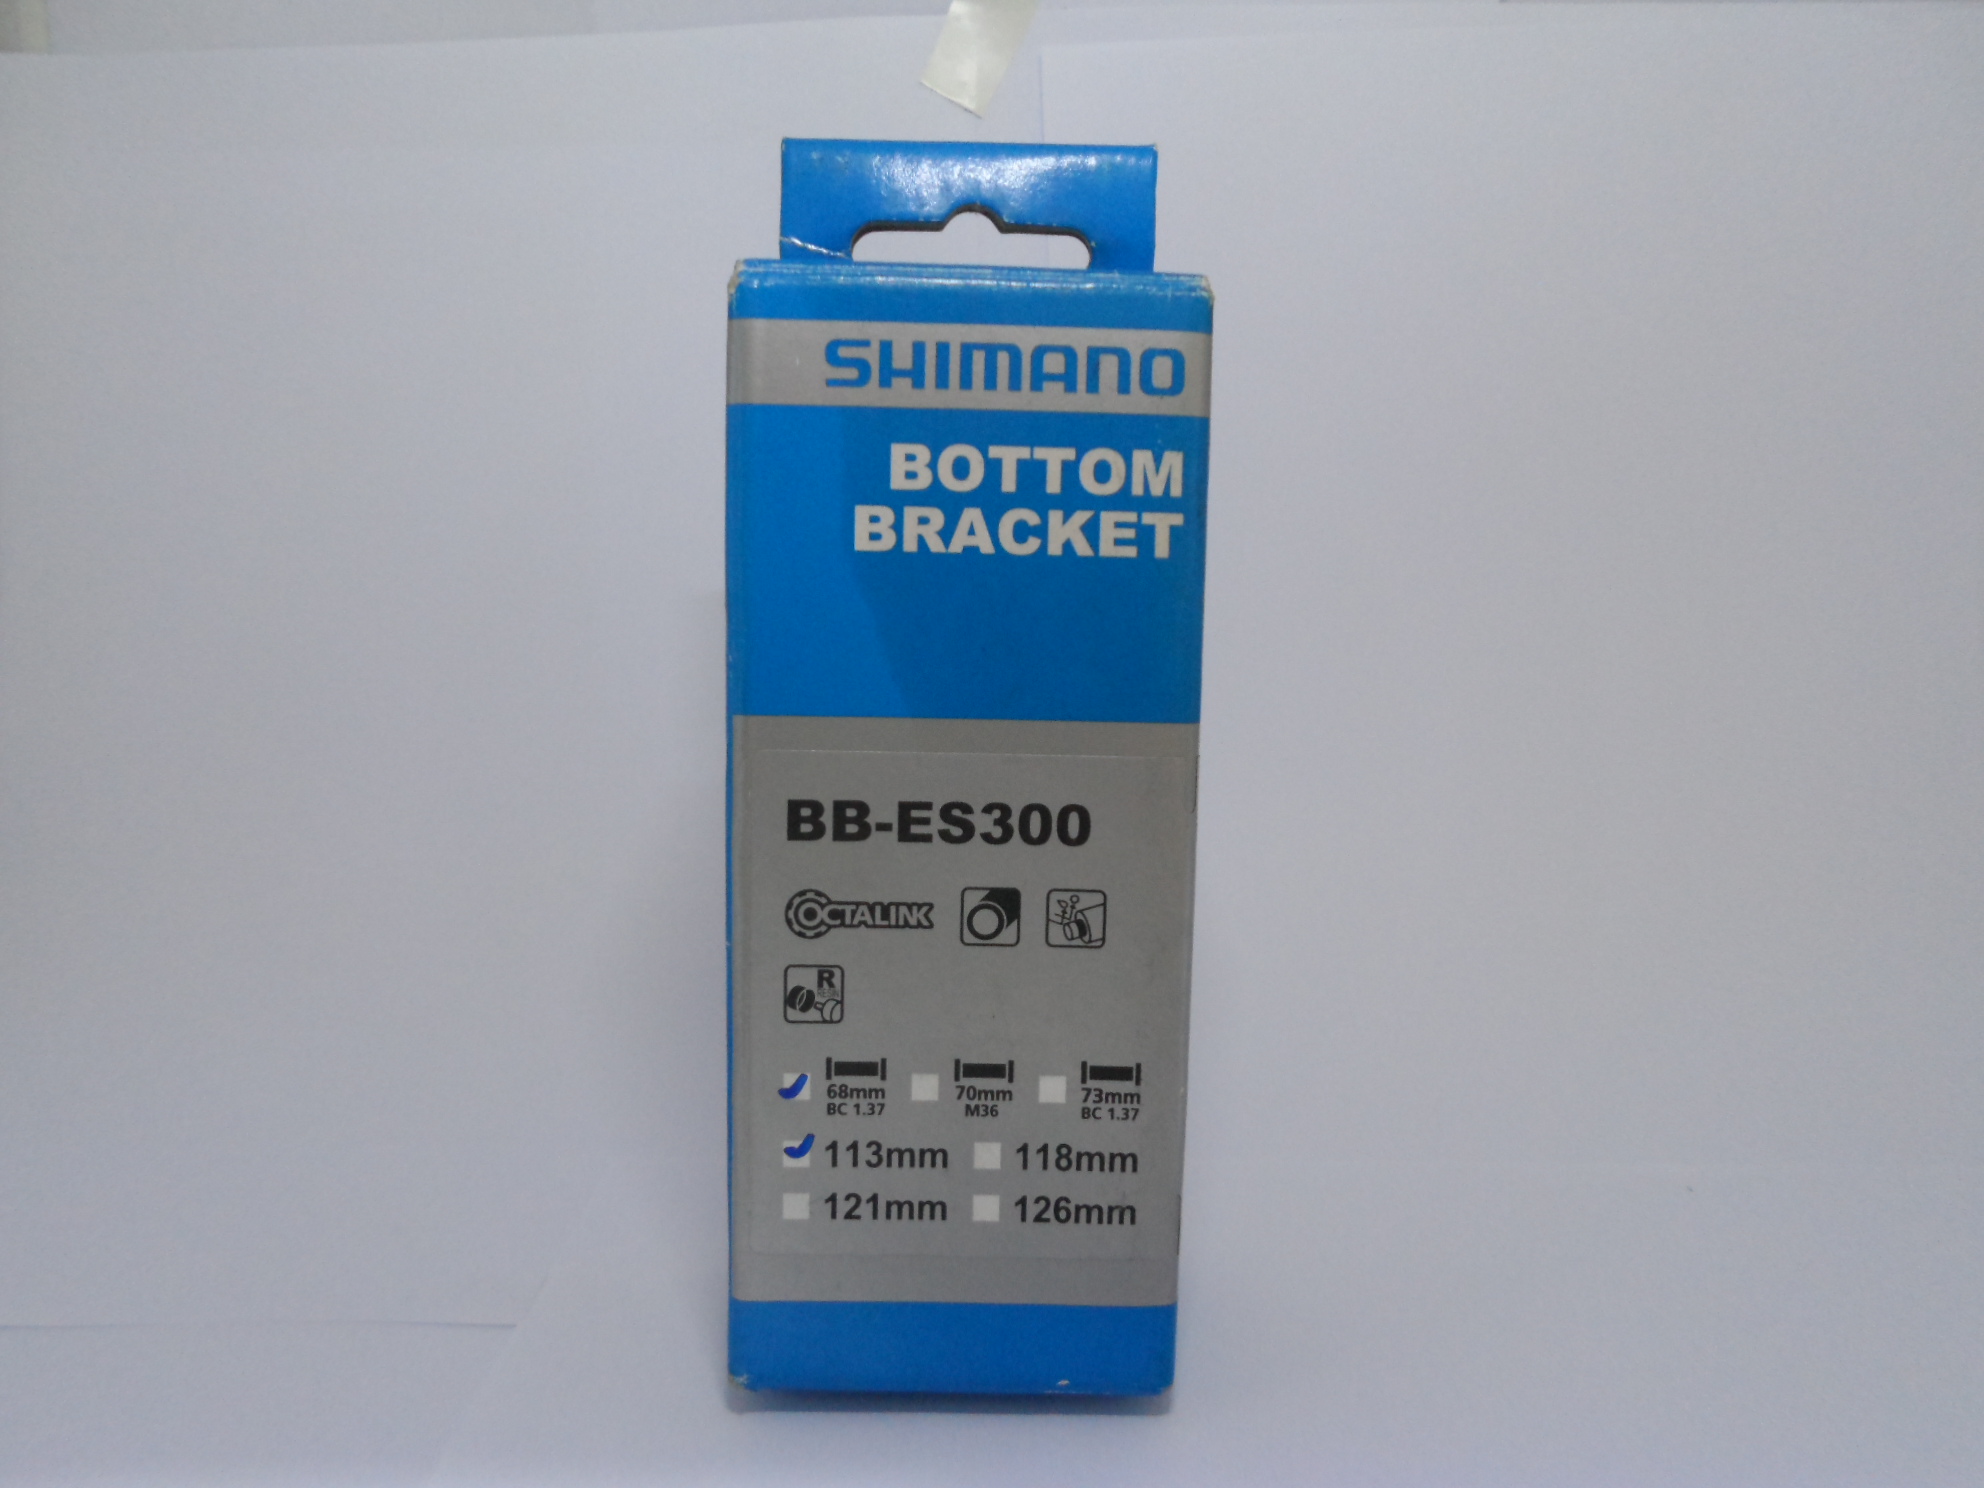 SHIMANO
BOTTOM
BRACKET
BB-ES300
OCTALINK
R
RESIN
68mm 70mm 73mm
BC 1.37 M36 BC 1.37
113mm 118mm
121mm 126mm